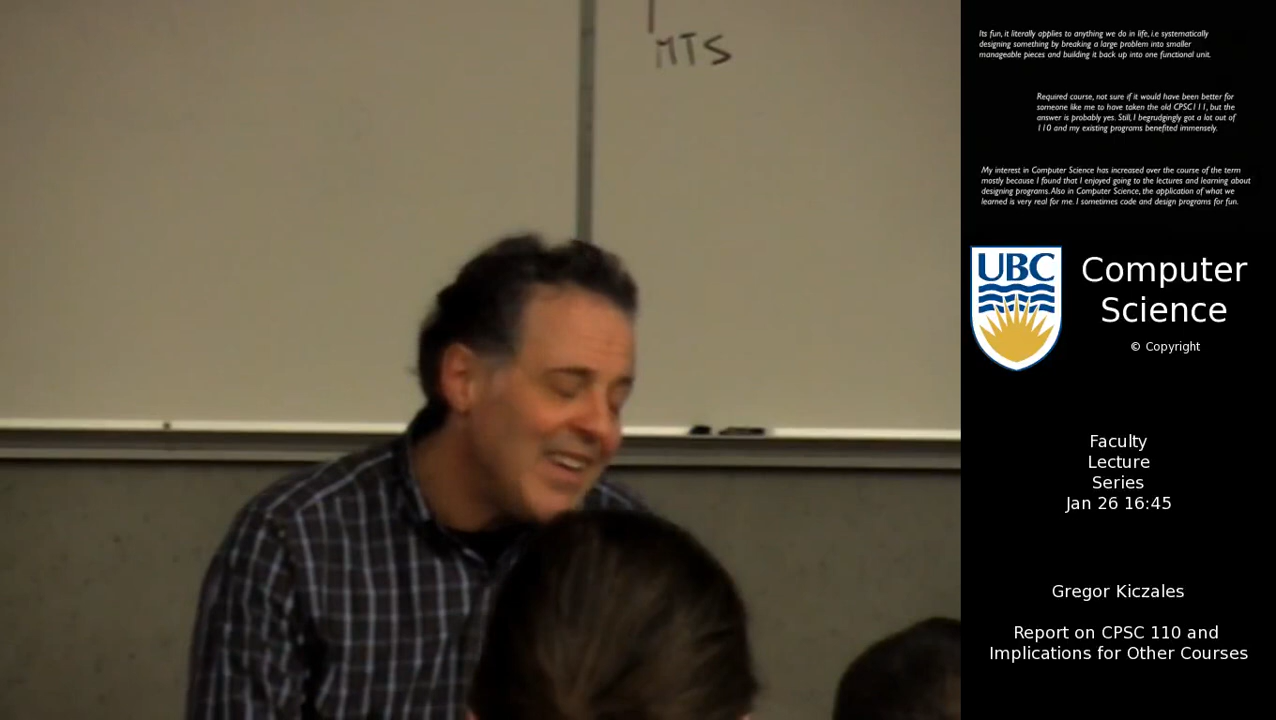 MTS
Its fun, it literally applies to anything we do in life, i.e systematically
designing something by breaking a large problem into smaller
manageable pieces and building it back up into one functional unit.
Required course, not sure if it would have been better for
someone like me to have taken the old CPSC111, but the
answer is probably yes. Still, I begrudgingly got a lot out of
110 and my existing programs benefited immensely.
My interest in Computer Science has increased over the course of the term
mostly because I found that I enjoyed going to the lectures and learning about
designing programs. Also in Computer Science, the application of what we
learned is very real for me. I sometimes code and design programs for fun.
UBC
Computer
Science
© Copyright
Faculty
Lecture
Series
Jan 26 16:45
Gregor Kiczales
Report on CPSC 110 and
Implications for Other Courses